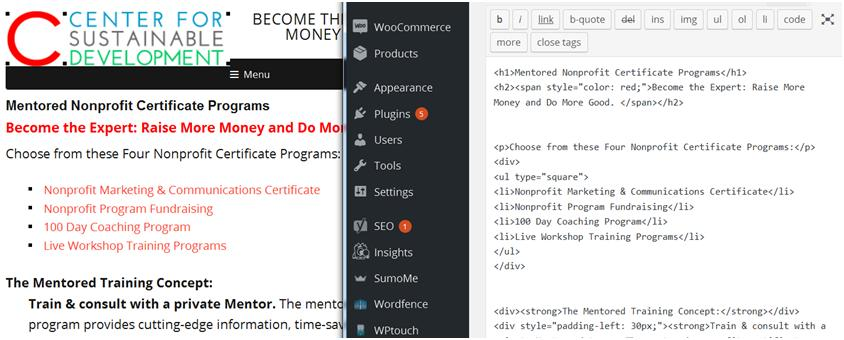 CENTER FOR
SUSTAINABLE
DEVELOPMENT
BECOME THE
MONEY
Menu
Mentored Nonprofit Certificate Programs
Become the Expert: Raise More Money and Do Mo
Choose from these Four Nonprofit Certificate Programs:
Nonprofit Marketing & Communications Certificate
Nonprofit Program Fundraising
100 Day Coaching Program
Live Workshop Training Programs
The Mentored Training Concept:
Train & consult with a private Mentor. The mento
program provides cutting-edge information, time-sav
WooCommerce
Products
Appearance
Plugins 5
Users
Tools
Settings
SEO 1
Insights
SumoMe
Wordfence
WPtouch
b i link b-quote del ins img ul ol li code
more close tags
<h1>Mentored Nonprofit Certificate Programs</h1>
<h2><span style="color: red;">Become the Expert: Raise More
Money and Do More Good. </span></h2>
<p>Choose from these Four Nonprofit Certificate Programs:</p>
<div>
<ul type="square">
<li>Nonprofit Marketing & Communications Certificate</li>
<li>Nonprofit Program Fundraising</li>
<li>100 Day Coaching Program</li>
<li>Live Workshop Training Programs</li>
</ul>
</div>
<div><strong>The Mentored Training Concept:</strong></div>
<div style="padding-left: 30px;"><strong>Train & consult with a